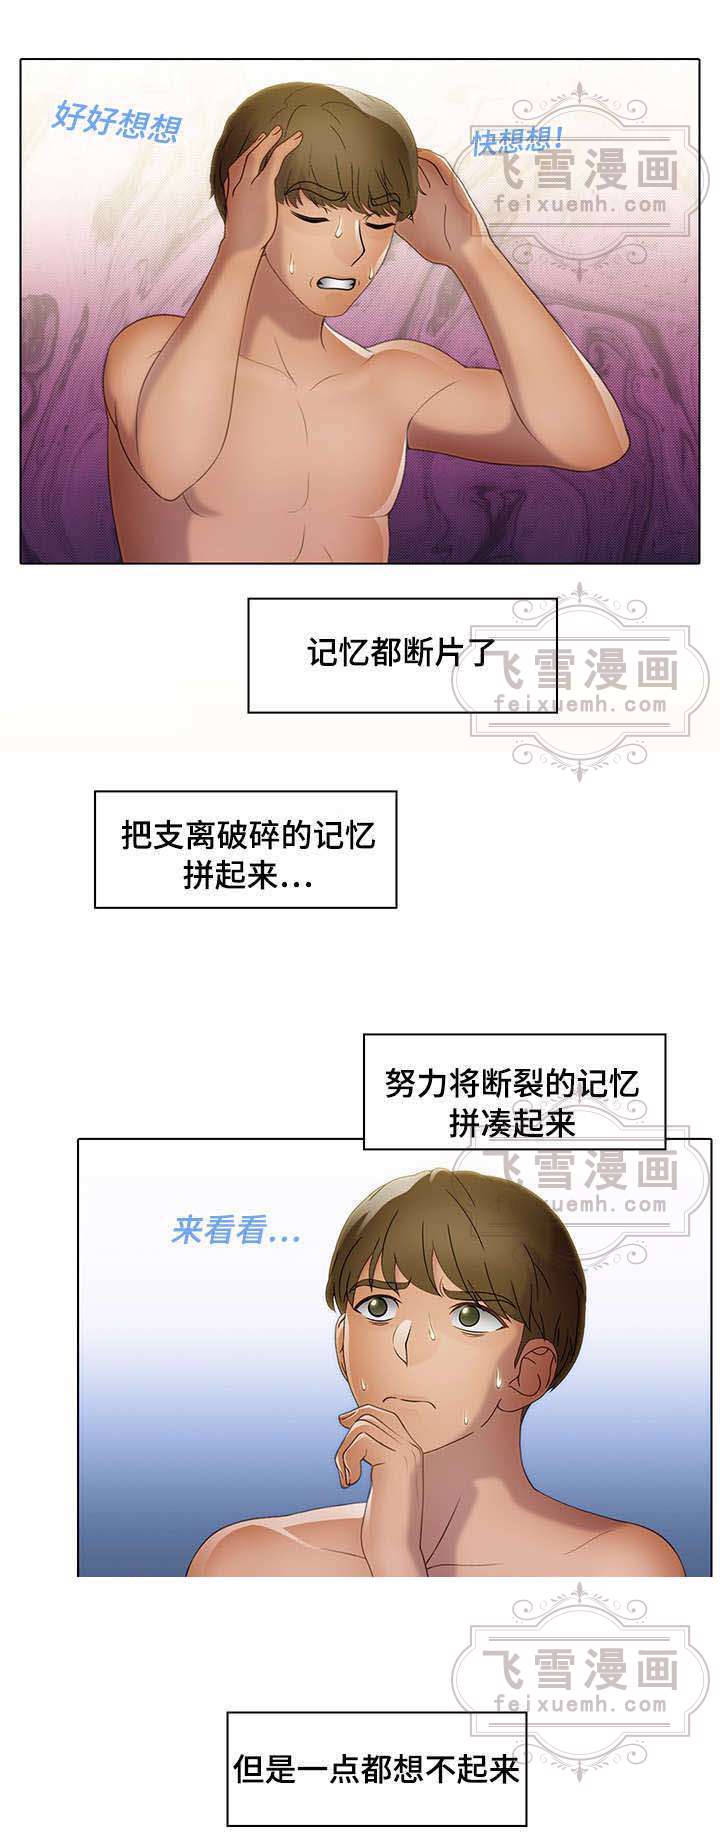 好好想想
快想想!
飞雪漫画
feixuemh.com
记忆都断片了
飞雪漫画
feixuemh.com
把支离破碎的记忆
拼起来...
努力将断裂的记忆
拼凑起来
飞雪漫画
feixuemh.com
来看看...
飞雪漫画
feixuemh.com
但是一点都想不起来